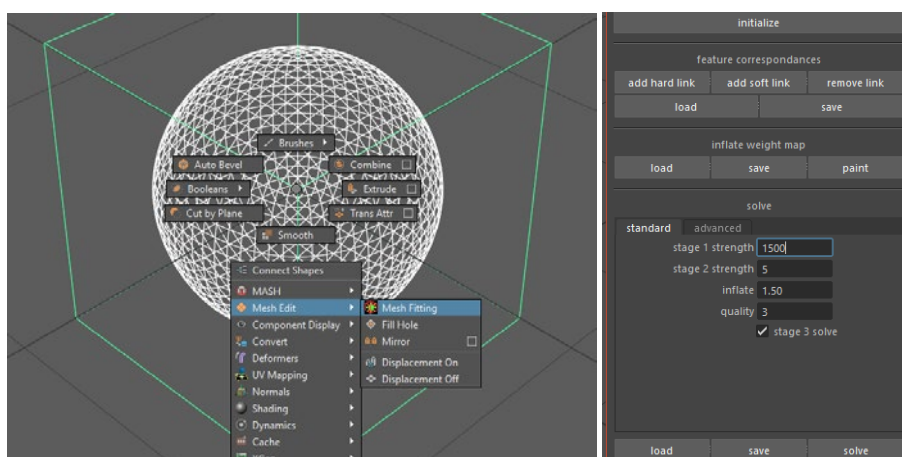 Brushes
Auto Bevel
Combine
Booleans
Extrude
Cut by Plane
Trans Attr
Smooth
Connect Shapes
MASH
Mesh Edit
Component Display
Convert
Deformers
UV Mapping
Normals
Shading
Dynamics
Cache
Mesh Fitting
Fill Hole
Mirror
Displacement On
Displacement Off
initialize
feature correspondances
add hard link add soft link remove link
load save
inflate weight map
load save paint
solve
standard advanced
stage 1 strength 1500
stage 2 strength 5
inflate 1.50
quality 3
stage 3 solve
load save solve